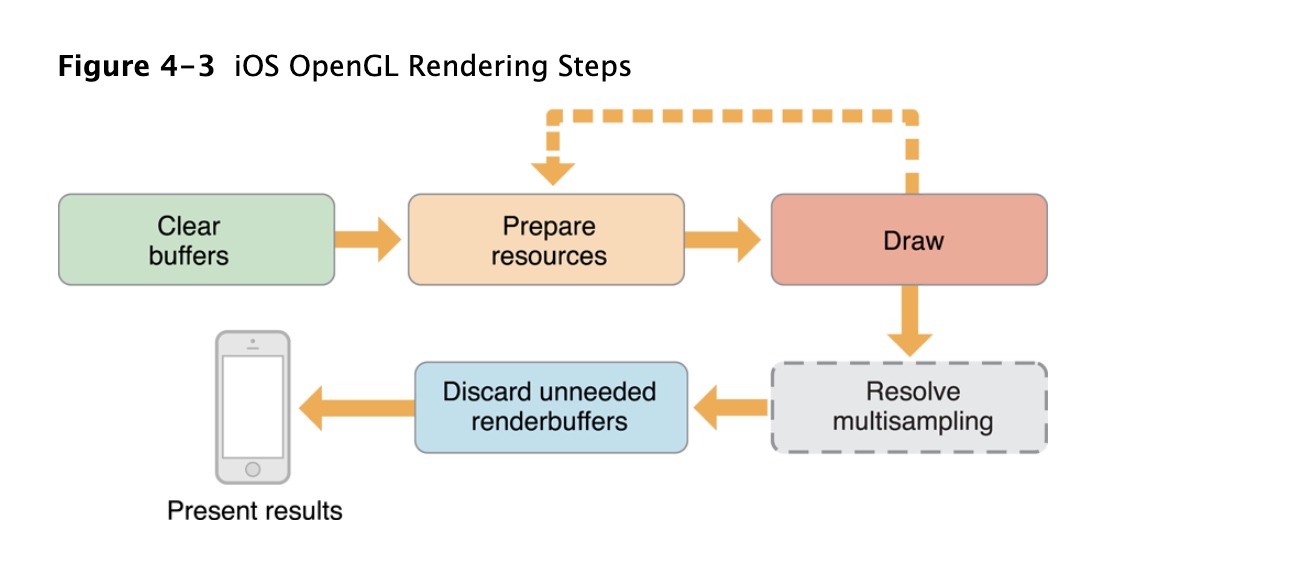 Figure 4–3 iOS OpenGL Rendering Steps
Clear
buffers
Prepare
resources
Draw
Resolve
multisampling
Discard unneeded
renderbuffers
Present results